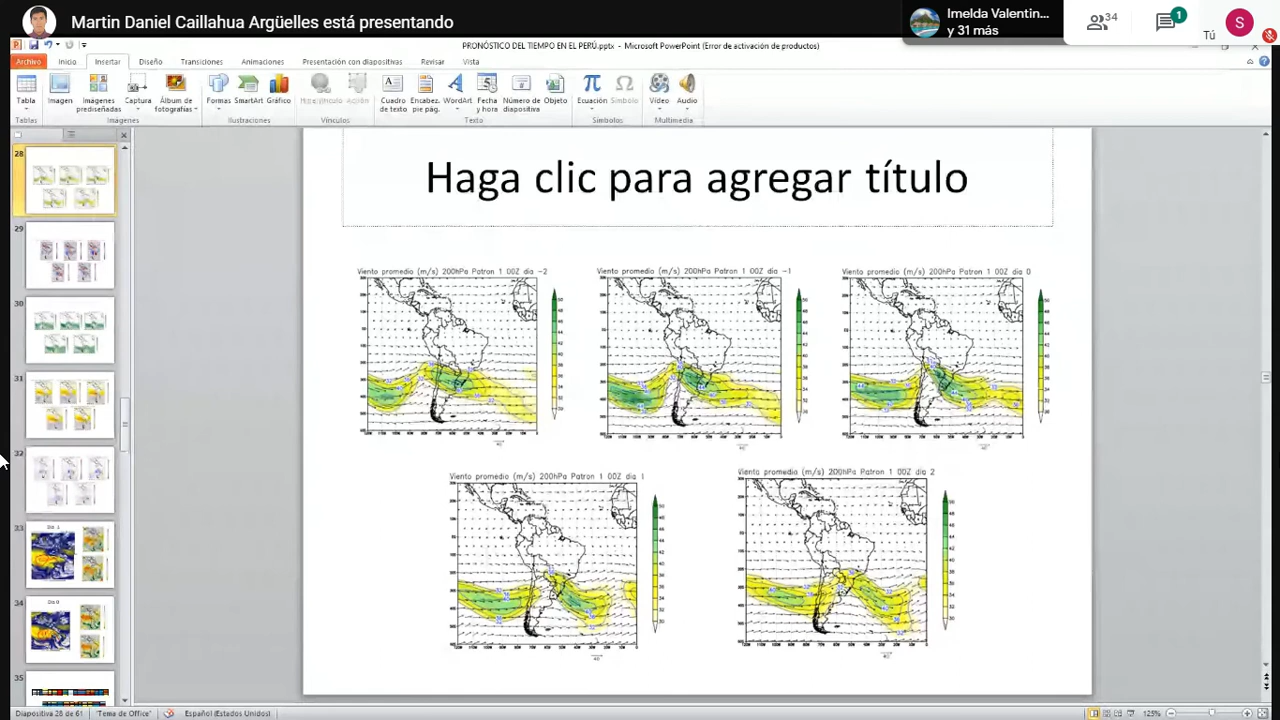 Martin Daniel Caillahua Argüelles está presentando
Imelda Valentin...
y 31 más
34
1
S
Tú
PRONÓSTICO DEL TIEMPO EN EL PERÚ.pptx - Microsoft PowerPoint (Error de activación de productos)
Archivo Inicio Insertar Diseño Transiciones Animaciones Presentación con diapositivas Revisar Vista
Tabla Imagen Imágenes prediseñadas Captura Álbum de fotografías Formas SmartArt Gráfico Hipervínculo Acción Cuadro de texto Encabez. pie pág. WordArt Fecha y hora Número de diapositiva Objeto Ecuación Símbolo Vídeo Audio
Tablas Imágenes Ilustraciones Vínculos Texto Símbolos Multimedia
28
29
30
31
32
33
Dia 1
34
Dia 0
35
Haga clic para agregar título
Viento promedio (m/s) 200hPa Patron 1 00Z dia -2
Viento promedio (m/s) 200hPa Patron 1 00Z dia -1
Viento promedio (m/s) 200hPa Patron 1 00Z dia 0
Viento promedio (m/s) 200hPa Patron 1 00Z dia 1
Viento promedio (m/s) 200hPa Patron 1 00Z dia 2
Diapositiva 28 de 61 "Tema de Office" Español (Estados Unidos) 125%